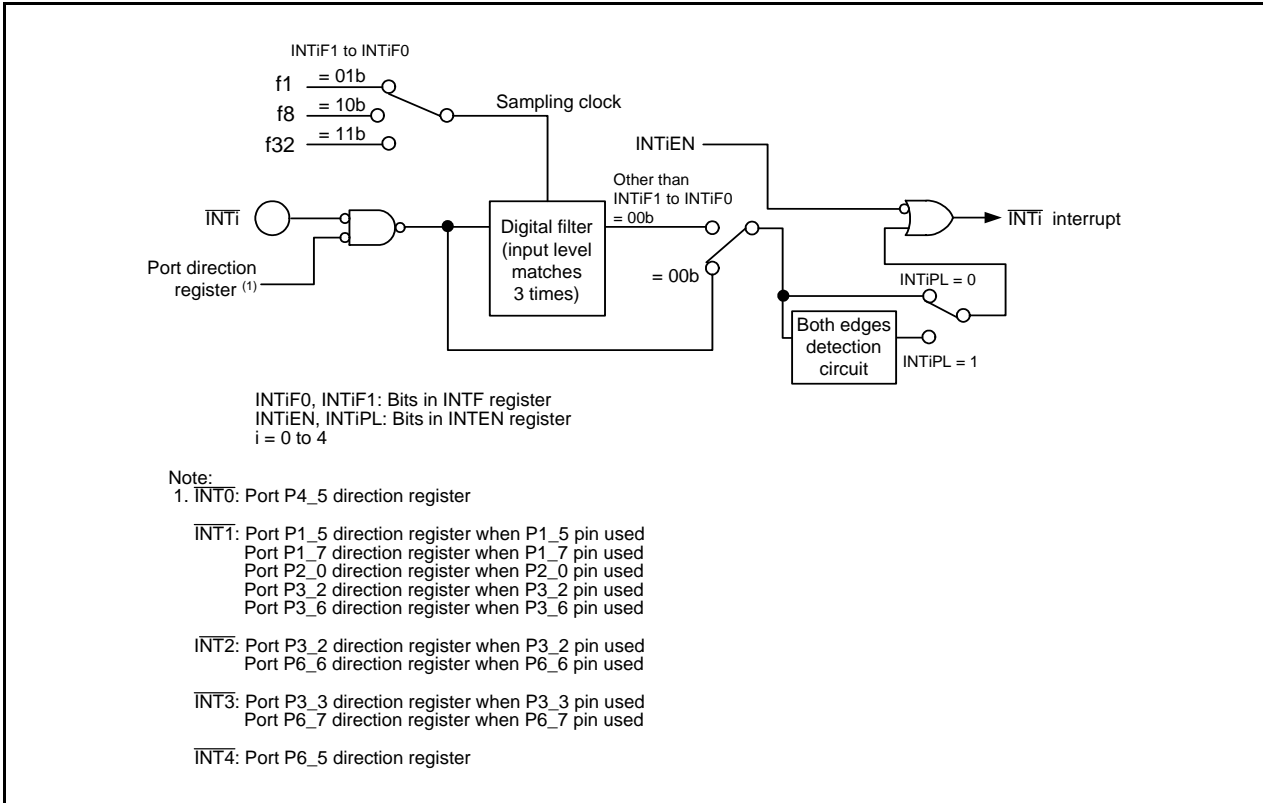 INTiF1 to INTiF0
f1 = 01b
f8 = 10b
f32 = 11b
Sampling clock
INTiEN
Other than
INTiF1 to INTiF0
= 00b
INTi
Digital filter
(input level
matches
3 times)
INTi interrupt
Port direction
register (1)
= 00b
INTiPL = 0
Both edges
detection
circuit
INTiPL = 1
INTiF0, INTiF1: Bits in INTF register
INTiEN, INTiPL: Bits in INTEN register
i = 0 to 4
Note:
1. INT0: Port P4_5 direction register
INT1: Port P1_5 direction register when P1_5 pin used
Port P1_7 direction register when P1_7 pin used
Port P2_0 direction register when P2_0 pin used
Port P3_2 direction register when P3_2 pin used
Port P3_6 direction register when P3_6 pin used
INT2: Port P3_2 direction register when P3_2 pin used
Port P6_6 direction register when P6_6 pin used
INT3: Port P3_3 direction register when P3_3 pin used
Port P6_7 direction register when P6_7 pin used
INT4: Port P6_5 direction register